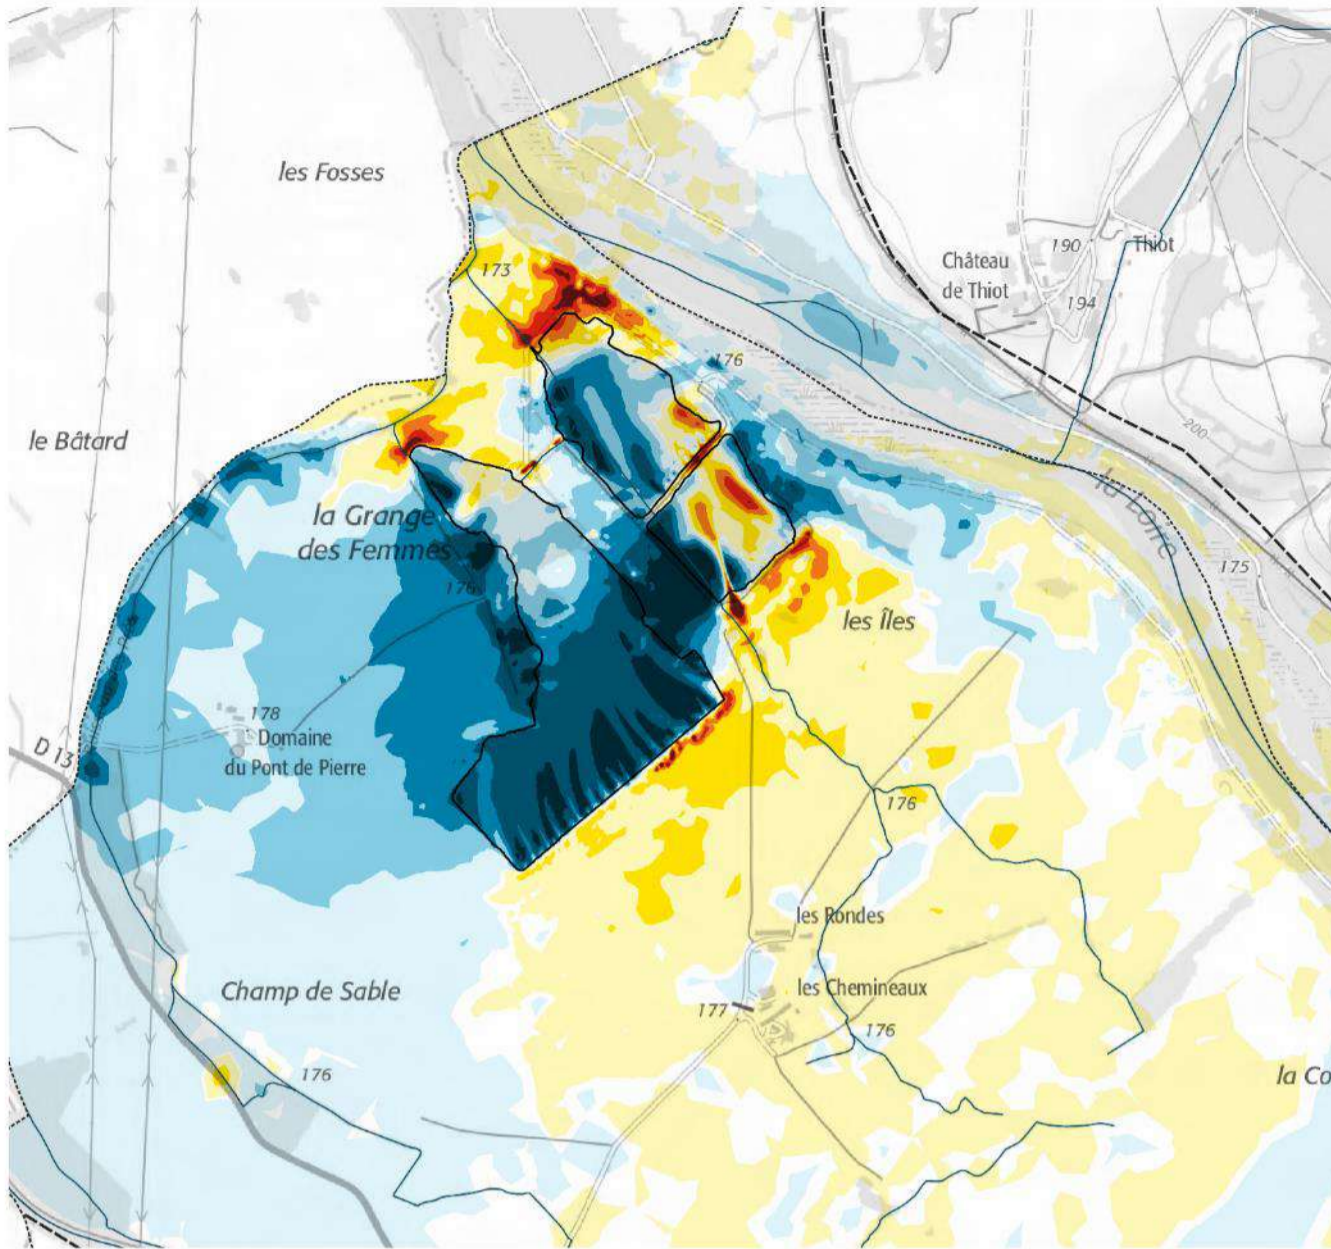 les Fosses
173
190
Thiot
Château
de Thiot
194
176
200
le Bâtard
la Loire
la Grange
des Femmes
175
176
les Îles
178
D 13
Domaine
du Pont de Pierre
176
les Rondes
Champ de Sable
les Chemineaux
177
176
176
la Co